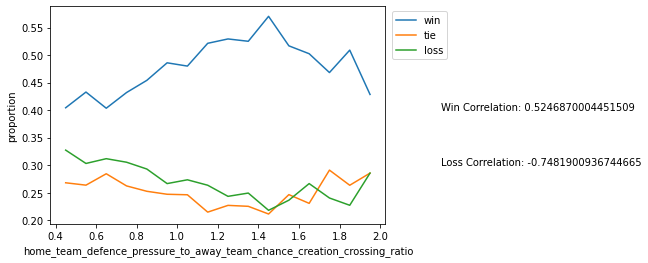 win
tie
loss
0.55
0.50
0.45
0.40
0.35
0.30
0.25
0.20
proportion
Win Correlation: 0.5246870004451509
Loss Correlation: -0.7481900936744665
0.4 0.6 0.8 1.0 1.2 1.4 1.6 1.8 2.0
home_team_defence_pressure_to_away_team_chance_creation_crossing_ratio